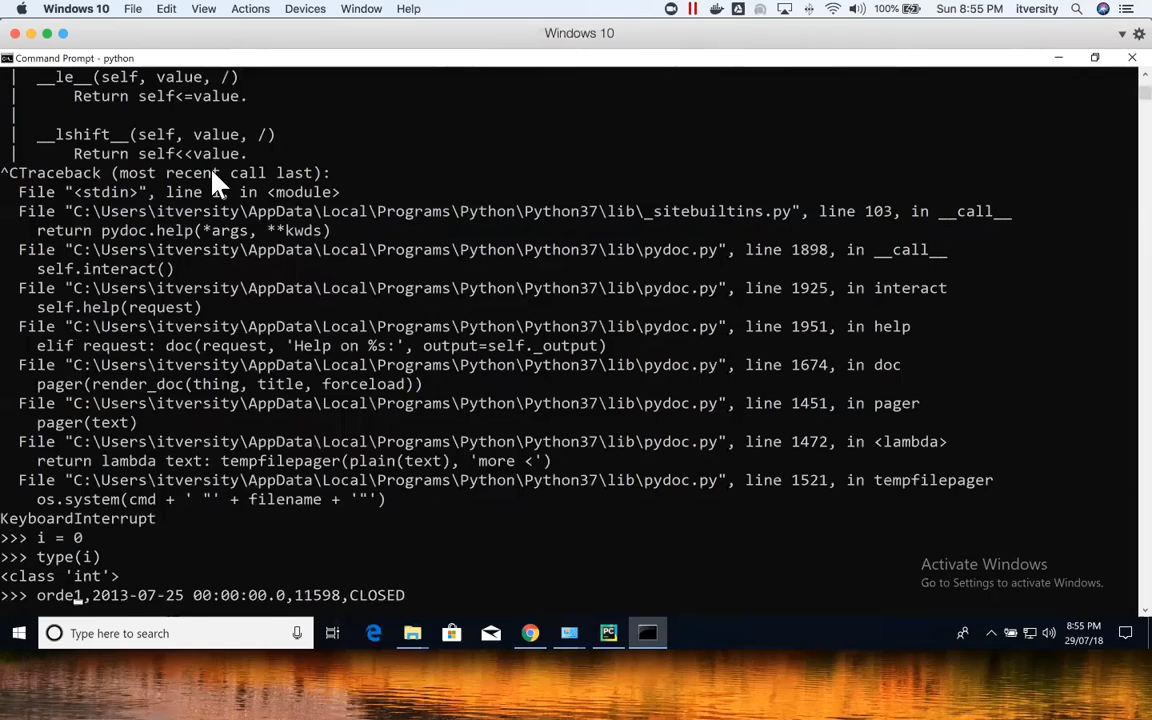 Windows 10 File Edit View Actions Devices Window Help 100% Sun 8:55 PM itversity
Windows 10
Command Prompt - python
| __le__(self, value, /)
| Return self<=value.
|
| __lshift__(self, value, /)
| Return self<<value.
^CTraceback (most recent call last):
File "<stdin>", line 1, in <module>
File "C:\Users\itversity\AppData\Local\Programs\Python\Python37\lib\_sitebuiltins.py", line 103, in __call__
return pydoc.help(*args, **kwds)
File "C:\Users\itversity\AppData\Local\Programs\Python\Python37\lib\pydoc.py", line 1898, in __call__
self.interact()
File "C:\Users\itversity\AppData\Local\Programs\Python\Python37\lib\pydoc.py", line 1925, in interact
self.help(request)
File "C:\Users\itversity\AppData\Local\Programs\Python\Python37\lib\pydoc.py", line 1951, in help
elif request: doc(request, 'Help on %s:', output=self._output)
File "C:\Users\itversity\AppData\Local\Programs\Python\Python37\lib\pydoc.py", line 1674, in doc
pager(render_doc(thing, title, forceload))
File "C:\Users\itversity\AppData\Local\Programs\Python\Python37\lib\pydoc.py", line 1451, in pager
pager(text)
File "C:\Users\itversity\AppData\Local\Programs\Python\Python37\lib\pydoc.py", line 1472, in <lambda>
return lambda text: tempfilepager(plain(text), 'more <')
File "C:\Users\itversity\AppData\Local\Programs\Python\Python37\lib\pydoc.py", line 1521, in tempfilepager
os.system(cmd + ' "' + filename + '"')
KeyboardInterrupt
>>> i = 0
>>> type(i)
<class 'int'>
>>> orde1,2013-07-25 00:00:00.0,11598,CLOSED
Activate Windows
Go to Settings to activate Windows.
Type here to search
PC
8:55 PM
29/07/18